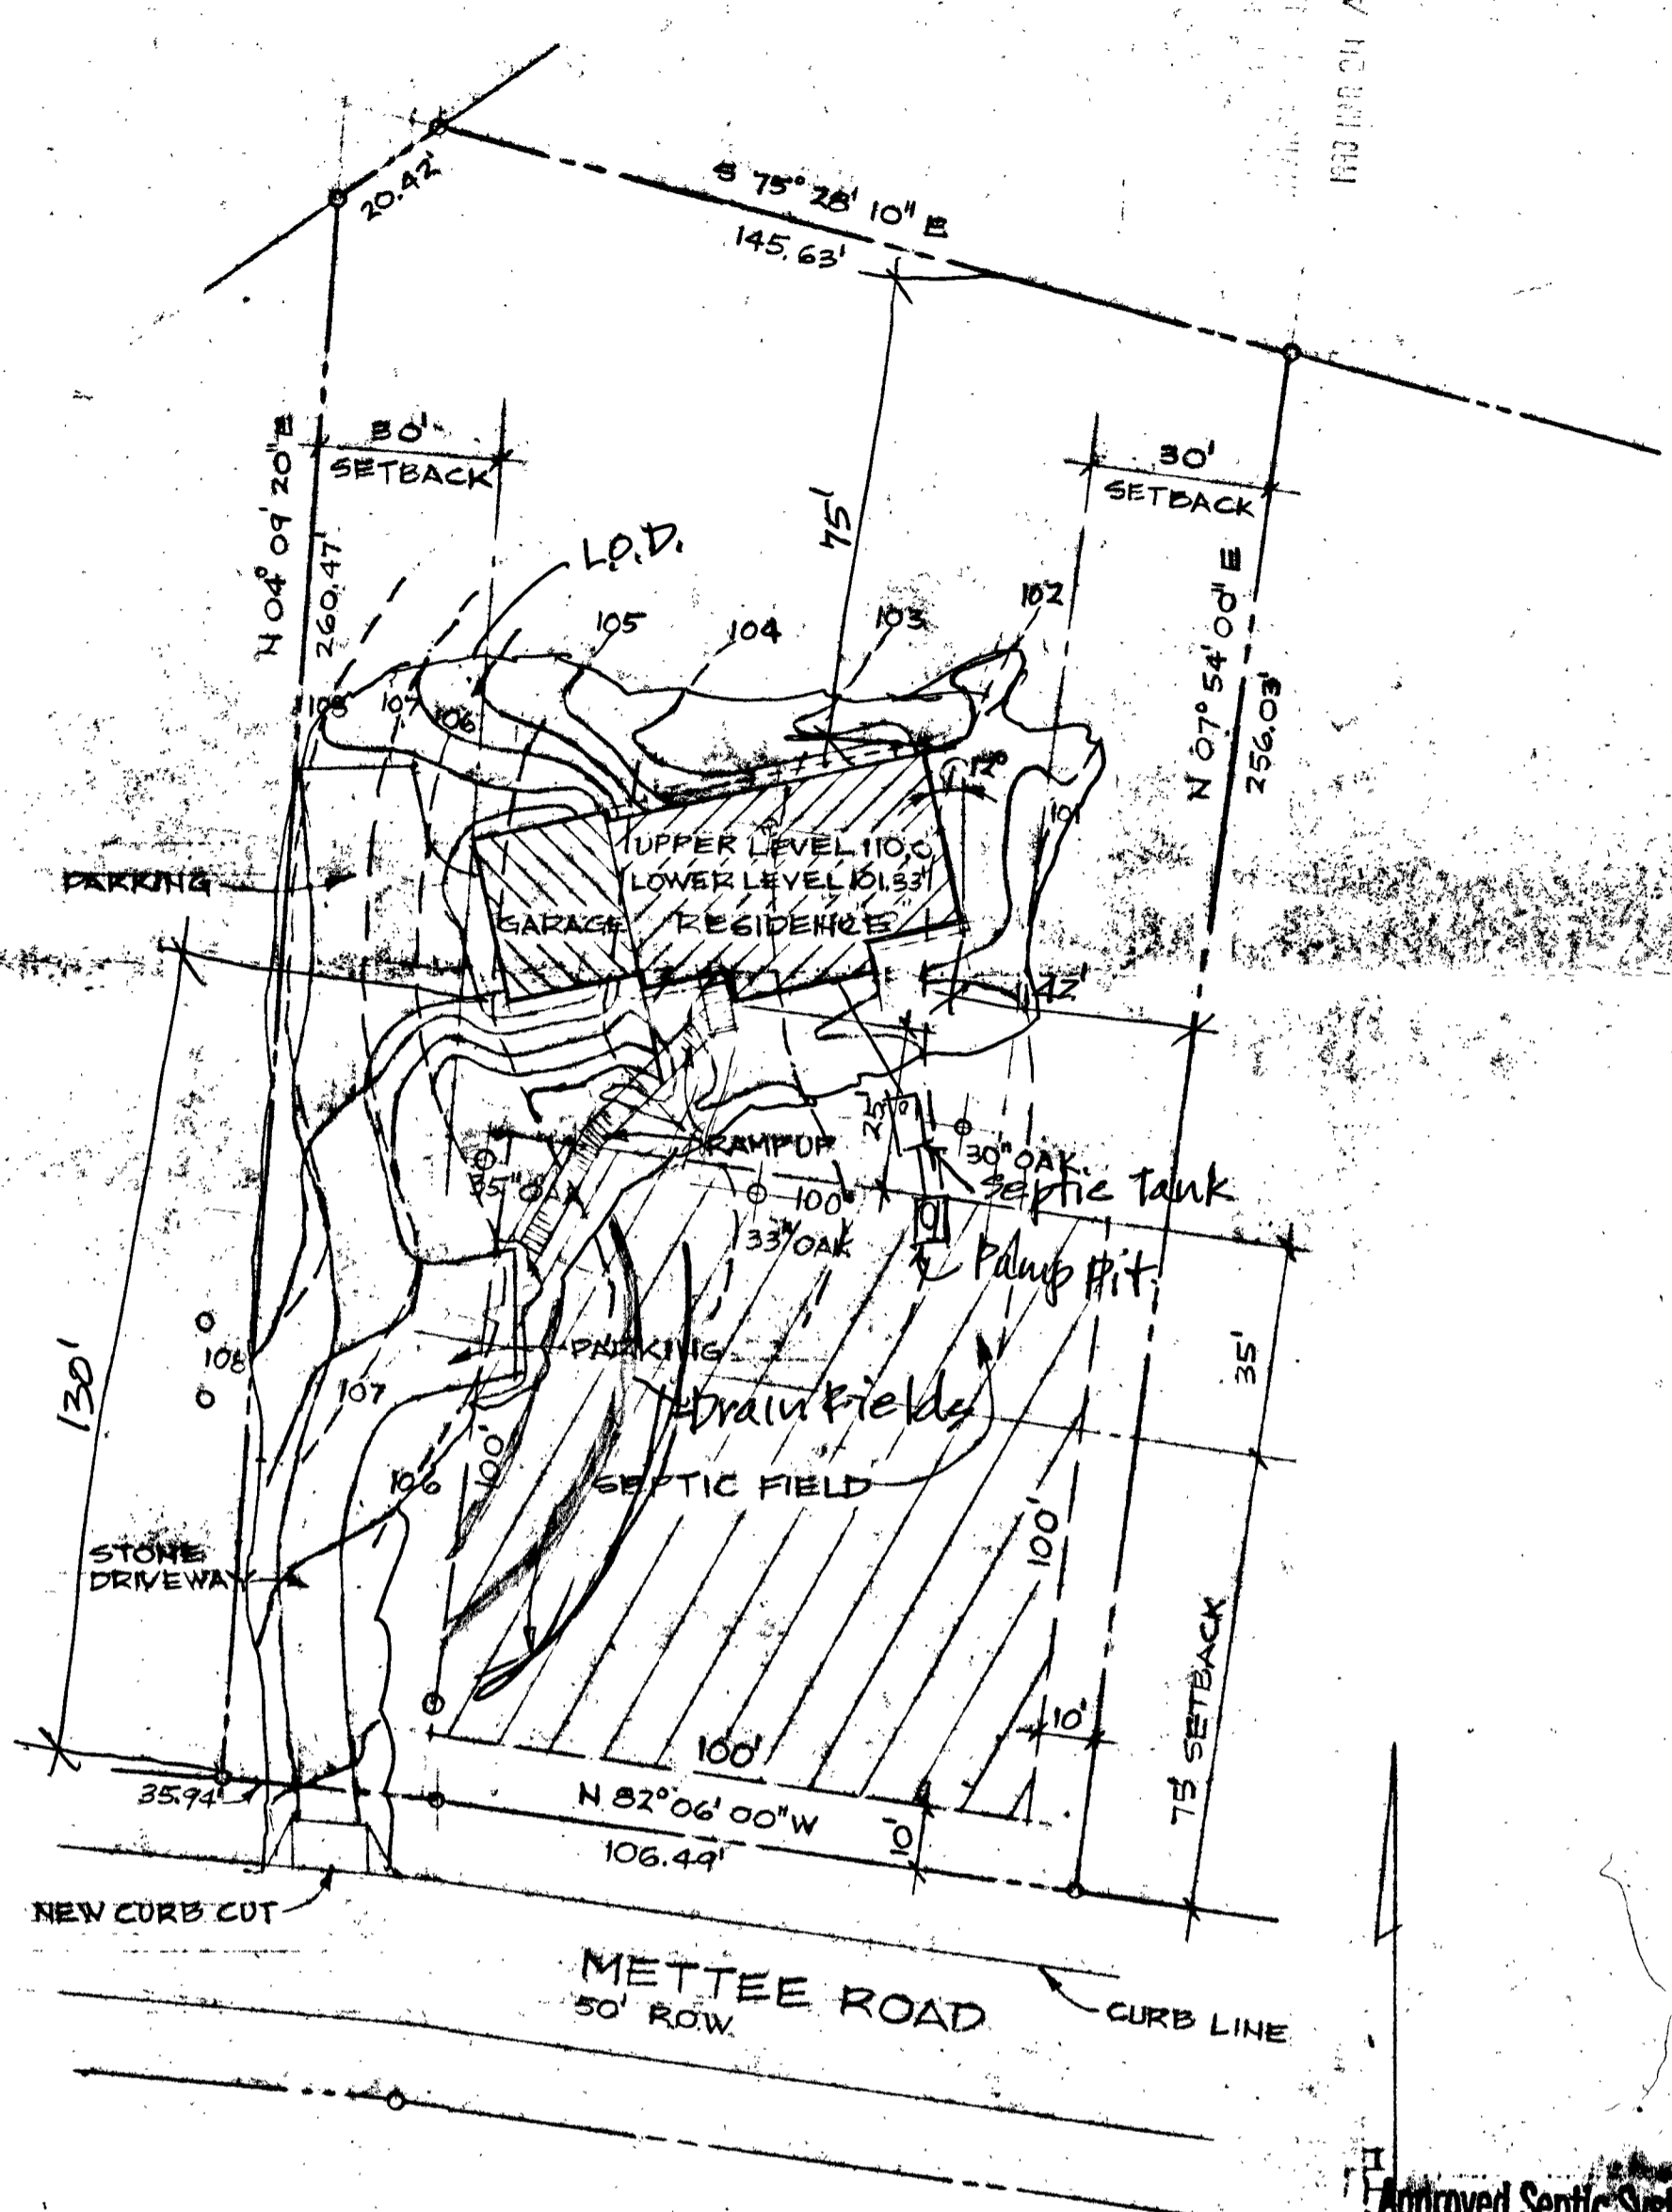 20.42'
S 75° 28' 10" E
145.63'
30'
SETBACK
30'
SETBACK
N 04° 09' 20" E
260.47'
75'
L.O.D.
N 07° 54' 00" E
256.03'
105
104
103
102
108
107
106
12°
101
UPPER LEVEL 110.0
LOWER LEVEL 101.33'
PARKING
GARAGE
RESIDENCE
42'
25'
RAMP UP
30" OAK
Septic Tank
35" OAK
100'
33" OAK
Pump Pit
130'
108
PARKING
35'
107
Drain Fields
106
100'
SEPTIC FIELD
100'
STONE
DRIVEWAY
75' SETBACK
10'
100'
35.94'
N 82° 06' 00" W
10'
106.49'
NEW CURB CUT
METTEE ROAD
50' R.O.W.
CURB LINE
Approved Septic